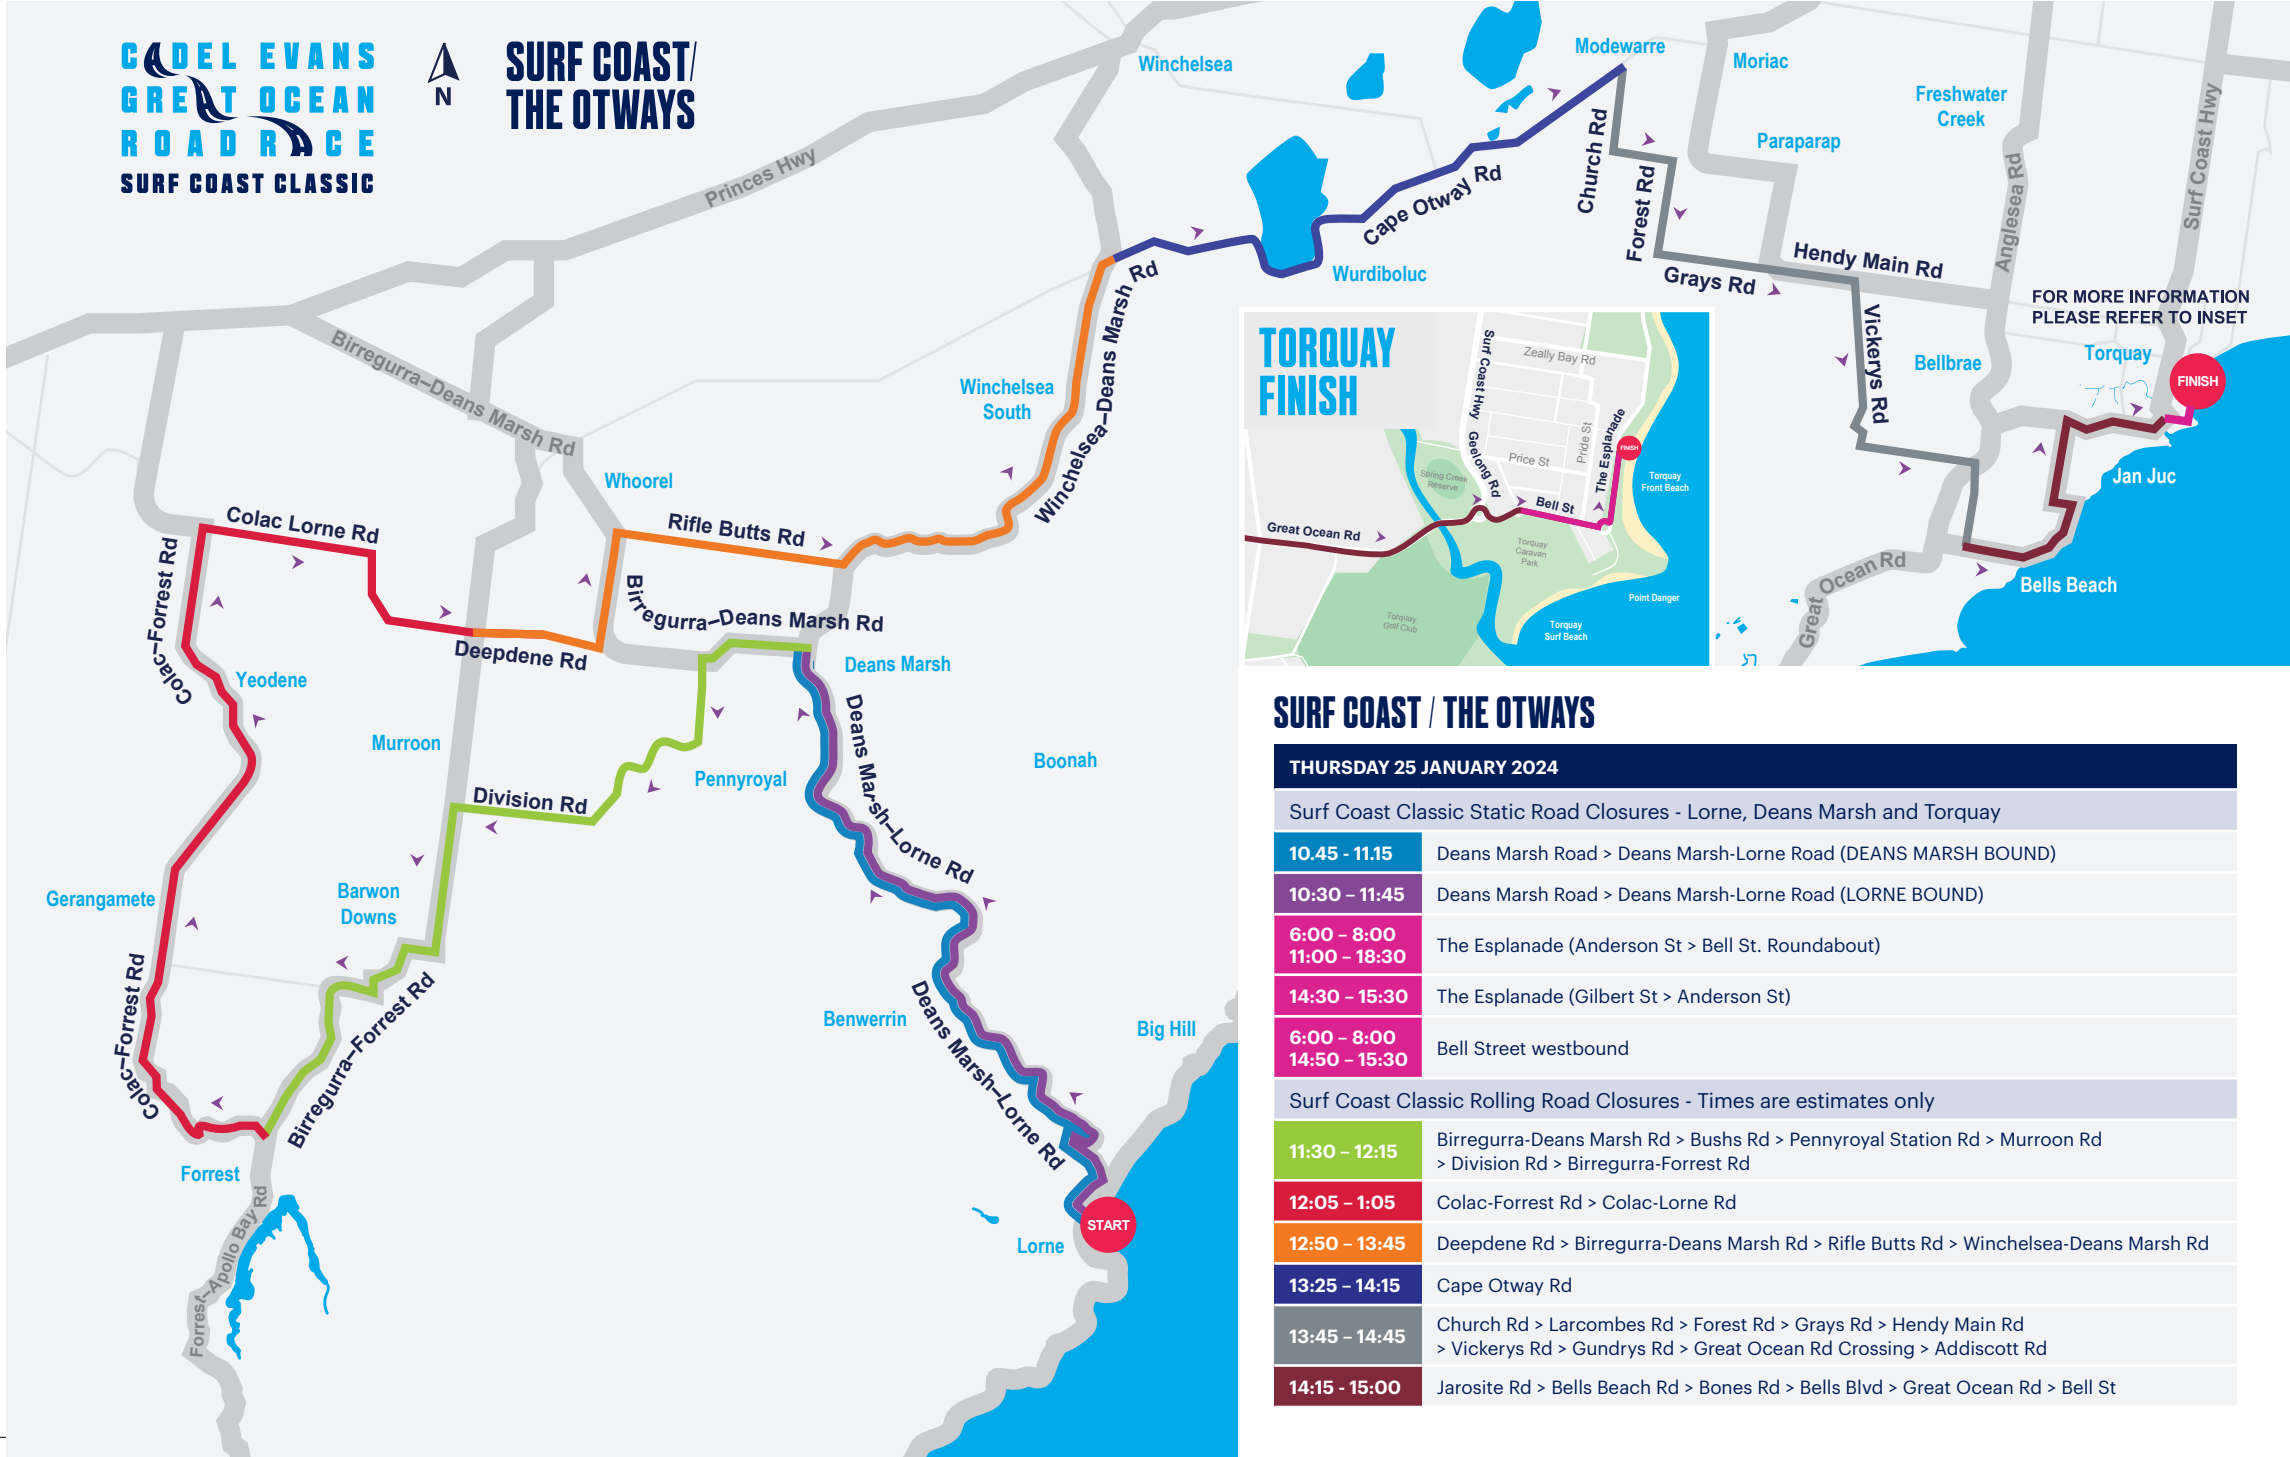 CADEL EVANS
GREAT OCEAN
ROAD RACE
SURF COAST CLASSIC
N
SURF COAST/
THE OTWAYS
Winchelsea
Modewarre
Moriac
Freshwater
Creek
Paraparap
Princes Hwy
Church Rd
Forest Rd
Cape Otway Rd
Anglesea Rd
Surf Coast Hwy
Wurdiboluc
Hendy Main Rd
Grays Rd
FOR MORE INFORMATION
PLEASE REFER TO INSET
Vickerys Rd
Bellbrae
Torquay
FINISH
Jan Juc
Bells Beach
Great Ocean Rd
Birregurra–Deans Marsh Rd
Winchelsea
South
Winchelsea–Deans Marsh Rd
Whoorel
Colac Lorne Rd
Rifle Butts Rd
Colac–Forrest Rd
Birregurra–Deans Marsh Rd
Deepdene Rd
Deans Marsh
Yeodene
Murroon
Pennyroyal
Boonah
Deans Marsh–Lorne Rd
Division Rd
Gerangamete
Barwon
Downs
Colac–Forrest Rd
Birregurra–Forrest Rd
Benwerrin
Deans Marsh–Lorne Rd
Big Hill
Forrest
Forrest–Apollo Bay Rd
START
Lorne
TORQUAY
FINISH
Surf Coast Hwy
Zeally Bay Rd
Geelong Rd
Price St
Pride St
The Esplanade
FINISH
Spring Creek
Reserve
Torquay
Front Beach
Bell St
Great Ocean Rd
Torquay
Caravan
Park
Point Danger
Torquay
Golf Club
Torquay
Surf Beach
SURF COAST / THE OTWAYS
THURSDAY 25 JANUARY 2024
Surf Coast Classic Static Road Closures - Lorne, Deans Marsh and Torquay
10.45 - 11.15 Deans Marsh Road > Deans Marsh-Lorne Road (DEANS MARSH BOUND)
10:30 – 11:45 Deans Marsh Road > Deans Marsh-Lorne Road (LORNE BOUND)
6:00 – 8:00
11:00 – 18:30
The Esplanade (Anderson St > Bell St. Roundabout)
14:30 – 15:30 The Esplanade (Gilbert St > Anderson St)
6:00 – 8:00
14:50 – 15:30
Bell Street westbound
Surf Coast Classic Rolling Road Closures - Times are estimates only
11:30 – 12:15
Birregurra-Deans Marsh Rd > Bushs Rd > Pennyroyal Station Rd > Murroon Rd
> Division Rd > Birregurra-Forrest Rd
12:05 – 1:05 Colac-Forrest Rd > Colac-Lorne Rd
12:50 – 13:45 Deepdene Rd > Birregurra-Deans Marsh Rd > Rifle Butts Rd > Winchelsea-Deans Marsh Rd
13:25 – 14:15 Cape Otway Rd
13:45 – 14:45
Church Rd > Larcombes Rd > Forest Rd > Grays Rd > Hendy Main Rd
> Vickerys Rd > Gundrys Rd > Great Ocean Rd Crossing > Addiscott Rd
14:15 - 15:00 Jarosite Rd > Bells Beach Rd > Bones Rd > Bells Blvd > Great Ocean Rd > Bell St